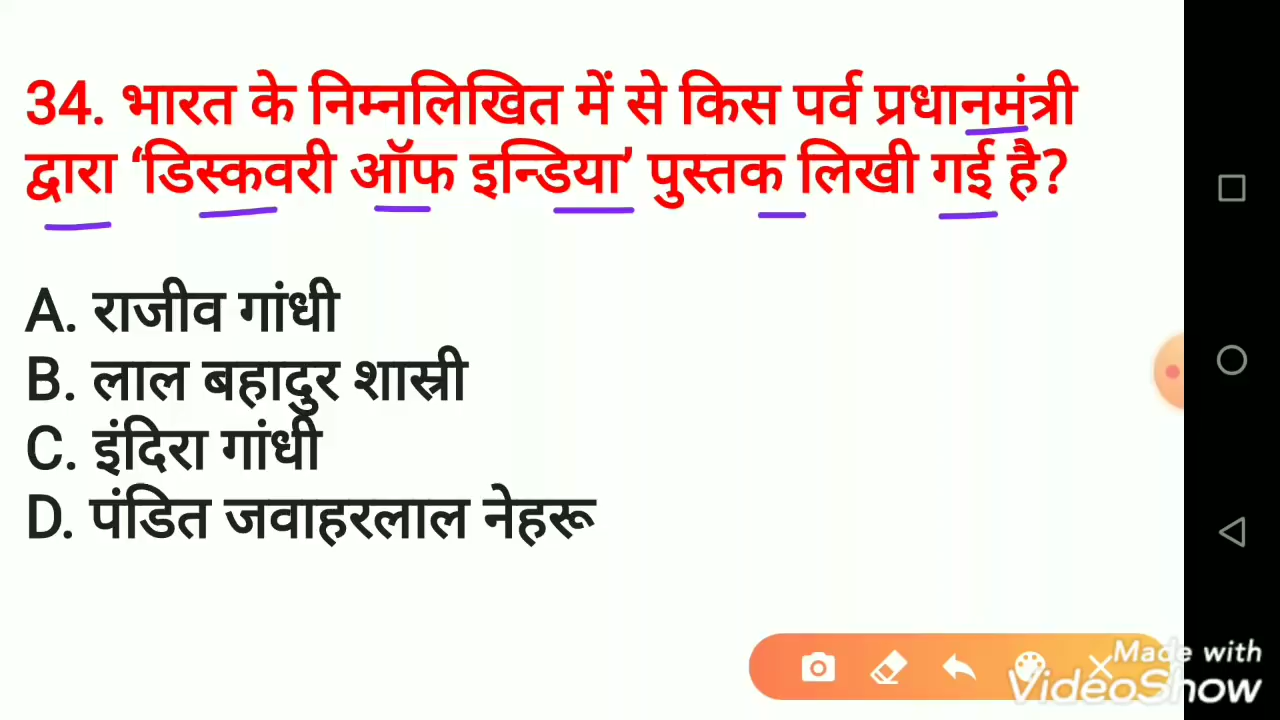 34. भारत के निम्नलिखित में से किस पर्व प्रधानमंत्री
द्वारा ‘डिस्कवरी ऑफ इन्डिया’ पुस्तक लिखी गई है?
A. राजीव गांधी
B. लाल बहादुर शास्त्री
C. इंदिरा गांधी
D. पंडित जवाहरलाल नेहरू
Made with
VideoShow